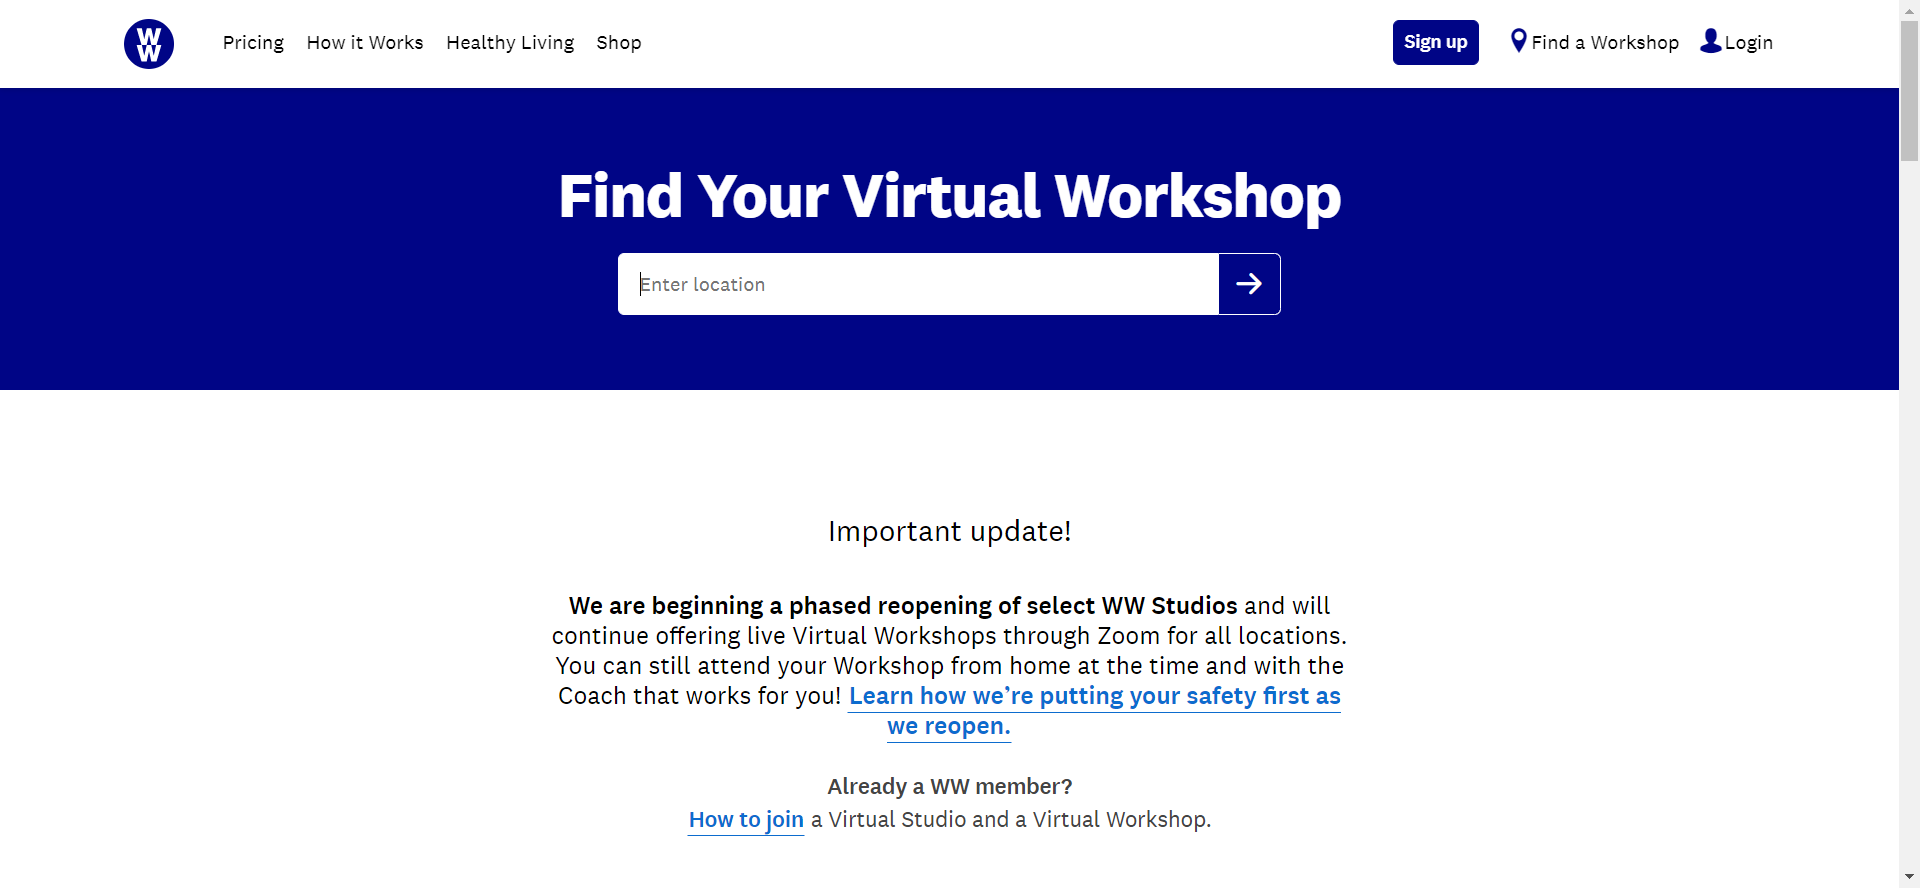 WW
Pricing How it Works Healthy Living Shop Sign up Find a Workshop Login
Find Your Virtual Workshop
Enter location
Important update!
We are beginning a phased reopening of select WW Studios and will
continue offering live Virtual Workshops through Zoom for all locations.
You can still attend your Workshop from home at the time and with the
Coach that works for you! Learn how we’re putting your safety first as
we reopen.
Already a WW member?
How to join a Virtual Studio and a Virtual Workshop.